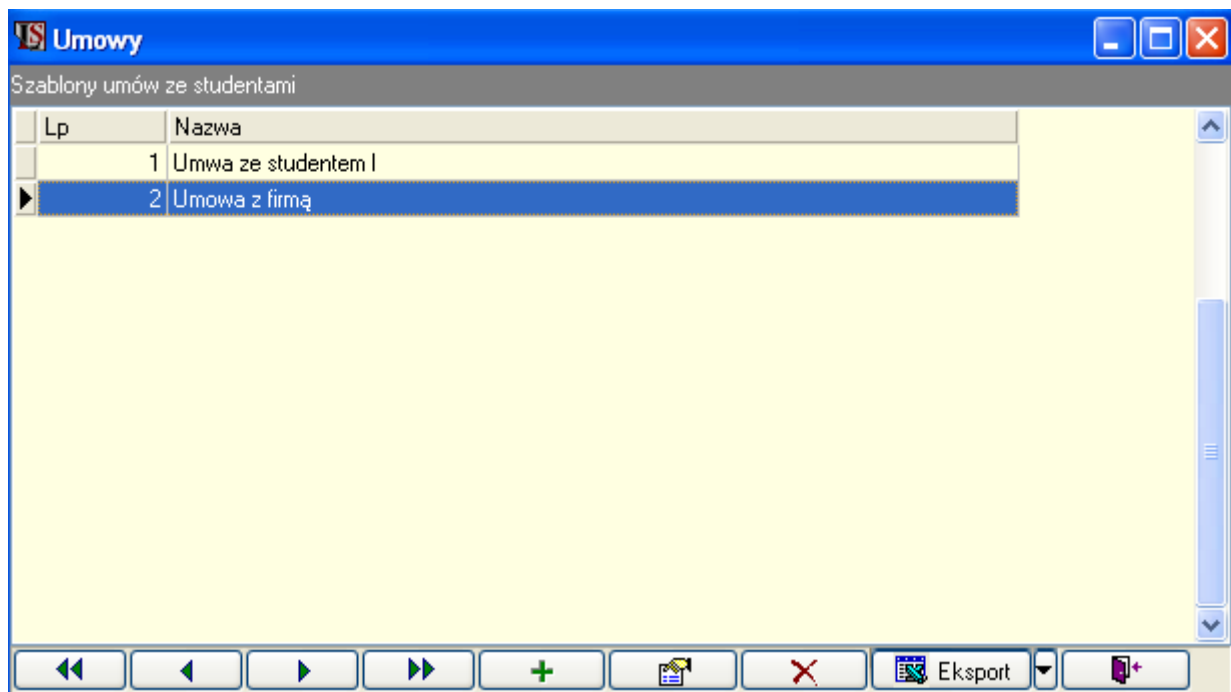 Umowy
Szablony umów ze studentami
Lp Nazwa
1 Umwa ze studentem I
2 Umowa z firmą
Eksport